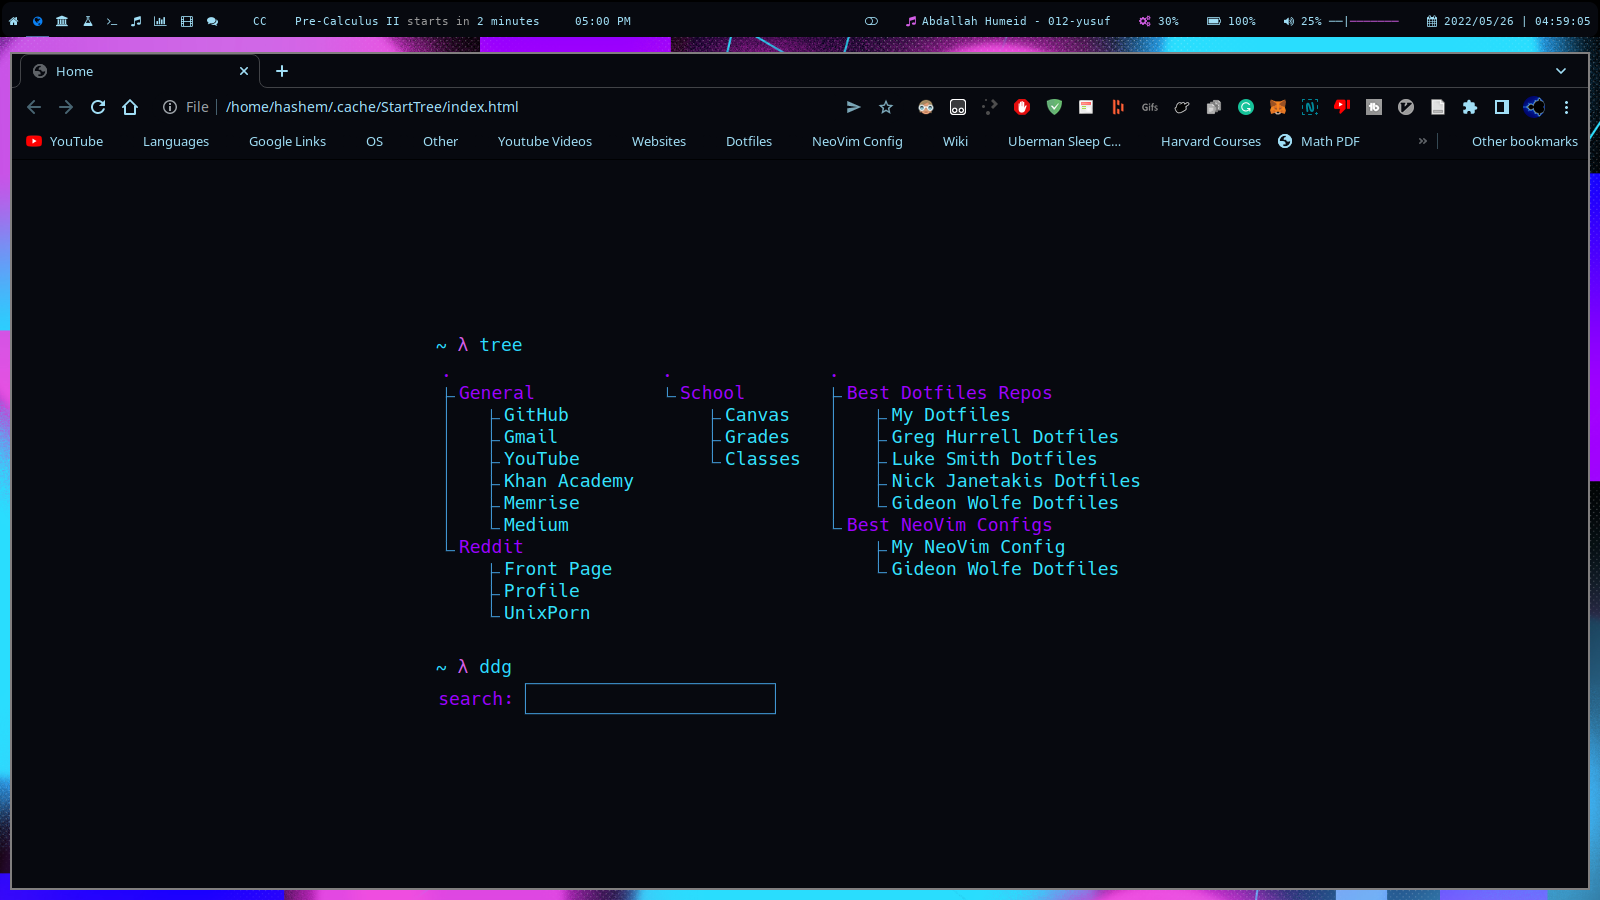 CC Pre-Calculus II starts in 2 minutes 05:00 PM Abdallah Humeid - 012-yusuf 30% 100% 25% 2022/05/26 | 04:59:05
Home
File /home/hashem/.cache/StartTree/index.html Gifs
YouTube Languages Google Links OS Other Youtube Videos Websites Dotfiles NeoVim Config Wiki Uberman Sleep C... Harvard Courses Math PDF » Other bookmarks
~ λ tree
. . .
General School Best Dotfiles Repos
GitHub Canvas My Dotfiles
Gmail Grades Greg Hurrell Dotfiles
YouTube Classes Luke Smith Dotfiles
Khan Academy Nick Janetakis Dotfiles
Memrise Gideon Wolfe Dotfiles
Medium Best NeoVim Configs
Reddit My NeoVim Config
Front Page Gideon Wolfe Dotfiles
Profile
UnixPorn
~ λ ddg
search: